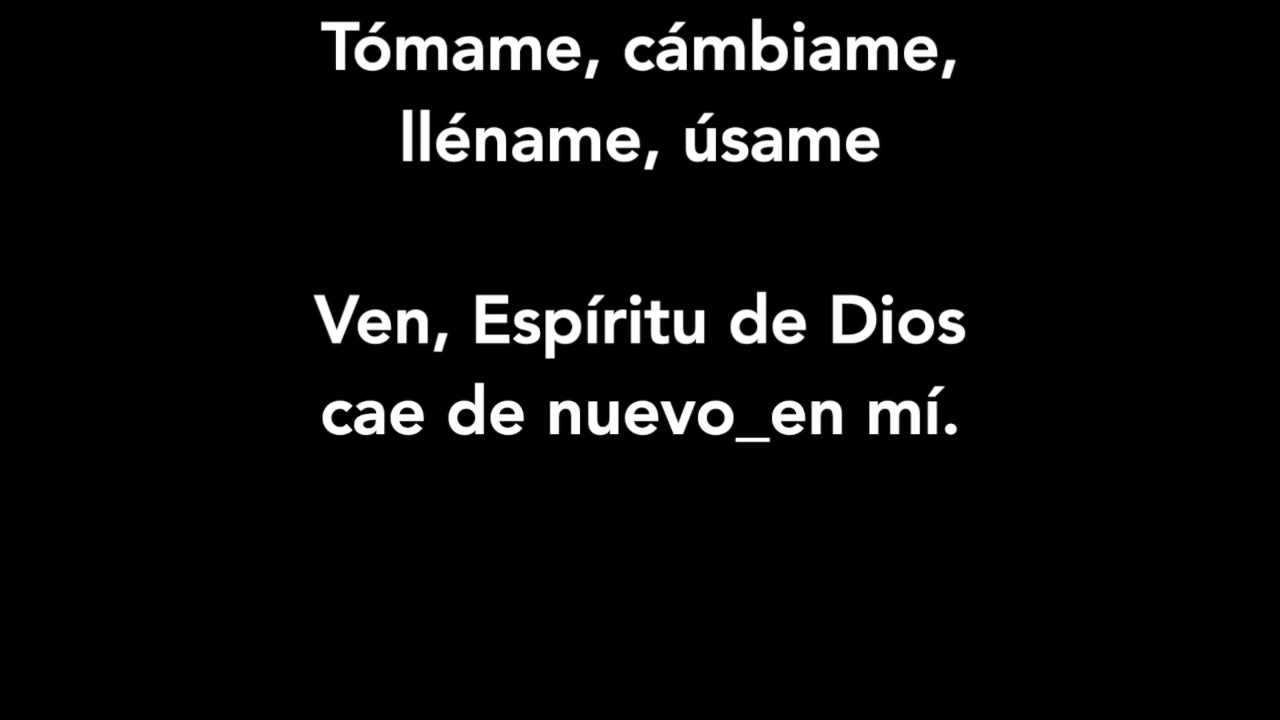 Tómame, cámbiame,
lléname, úsame
Ven, Espíritu de Dios
cae de nuevo_en mí.